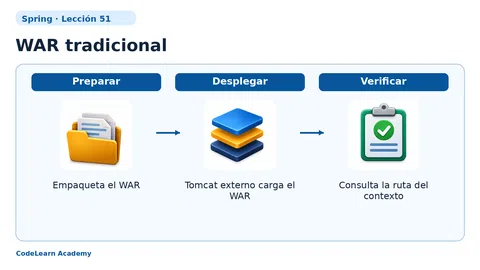 Spring · Lección 51
WAR tradicional
Preparar
Desplegar
Verificar
Empaqueta el WAR
Tomcat externo carga el
WAR
Consulta la ruta del
contexto
CodeLearn Academy